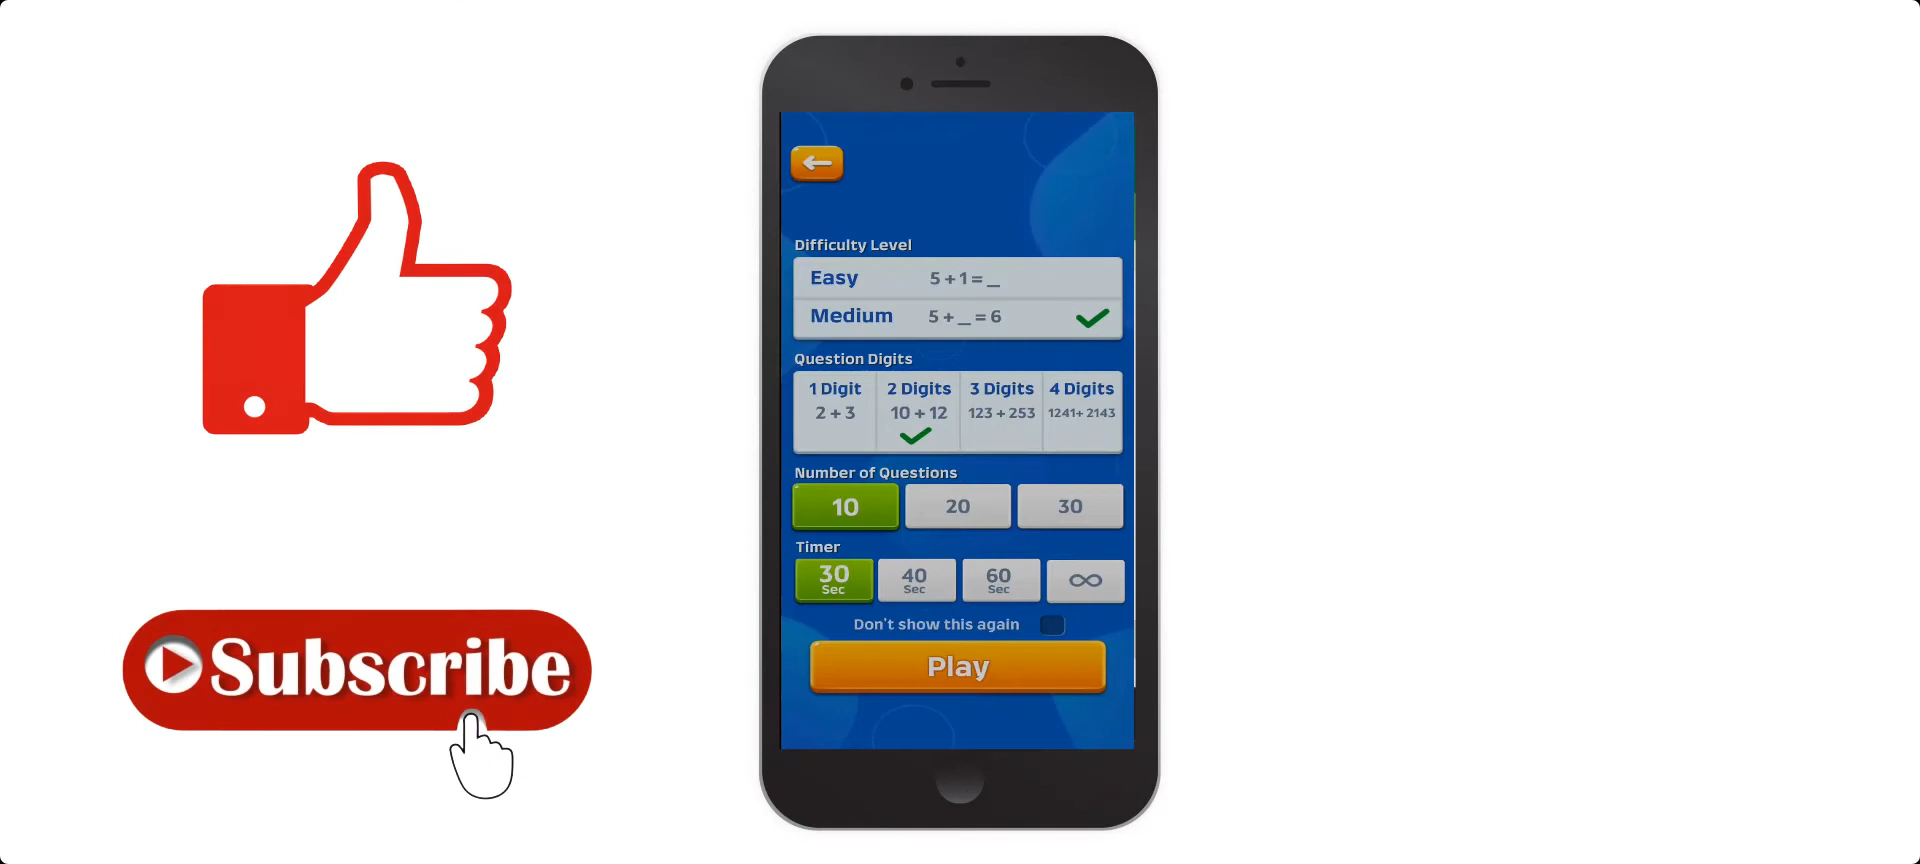 Difficulty Level
Easy 5 + 1 = _
Medium 5 + _ = 6
Question Digits
1 Digit 2 Digits 3 Digits 4 Digits
2 + 3 10 + 12 123 + 253 1241+ 2143
Number of Questions
10 20 30
Timer
30 40 60 ∞
Sec Sec Sec
Don't show this again
Play
Subscribe